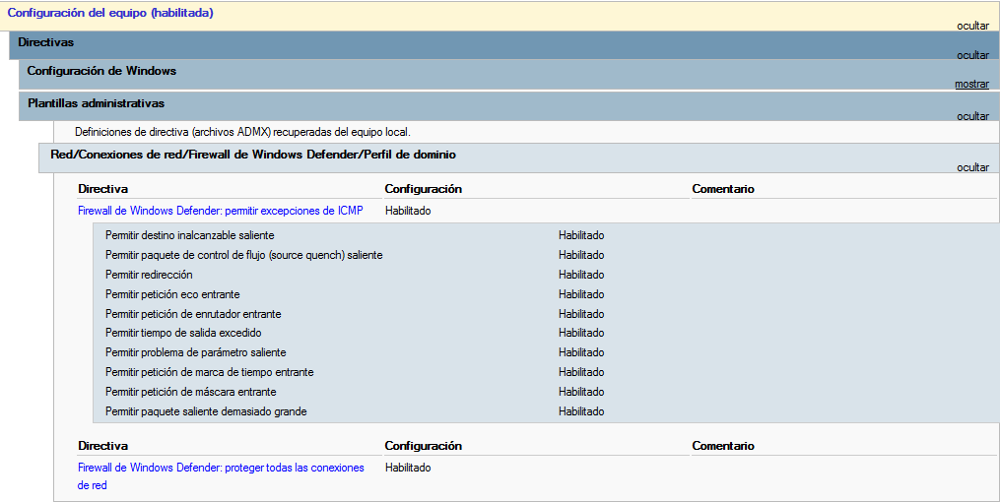 Configuración del equipo (habilitada)
ocultar
Directivas
ocultar
Configuración de Windows
mostrar
Plantillas administrativas
ocultar
Definiciones de directiva (archivos ADMX) recuperadas del equipo local.
Red/Conexiones de red/Firewall de Windows Defender/Perfil de dominio
ocultar
Directiva Configuración Comentario
Firewall de Windows Defender: permitir excepciones de ICMP Habilitado
Permitir destino inalcanzable saliente Habilitado
Permitir paquete de control de flujo (source quench) saliente Habilitado
Permitir redirección Habilitado
Permitir petición eco entrante Habilitado
Permitir petición de enrutador entrante Habilitado
Permitir tiempo de salida excedido Habilitado
Permitir problema de parámetro saliente Habilitado
Permitir petición de marca de tiempo entrante Habilitado
Permitir petición de máscara entrante Habilitado
Permitir paquete saliente demasiado grande Habilitado
Directiva Configuración Comentario
Firewall de Windows Defender: proteger todas las conexiones Habilitado
de red